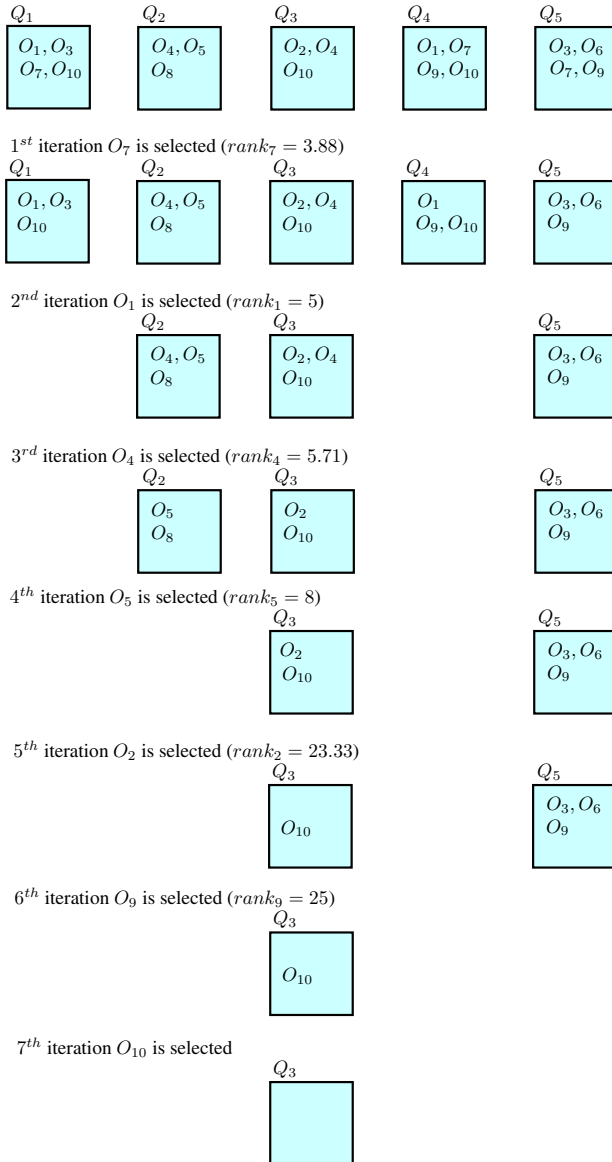 Q1 Q2 Q3 Q4 Q5
O1, O3 O4, O5 O2, O4 O1, O7 O3, O6
O7, O10 O8 O10 O9, O10 O7, O9
1st iteration O7 is selected (rank7 = 3.88)
Q1 Q2 Q3 Q4 Q5
O1, O3 O4, O5 O2, O4 O1 O3, O6
O10 O8 O10 O9, O10 O9
2nd iteration O1 is selected (rank1 = 5)
Q2 Q3 Q5
O4, O5 O2, O4 O3, O6
O8 O10 O9
3rd iteration O4 is selected (rank4 = 5.71)
Q2 Q3 Q5
O5 O2 O3, O6
O8 O10 O9
4th iteration O5 is selected (rank5 = 8)
Q3 Q5
O2 O3, O6
O10 O9
5th iteration O2 is selected (rank2 = 23.33)
Q3 Q5
O3, O6
O10 O9
6th iteration O9 is selected (rank9 = 25)
Q3
O10
7th iteration O10 is selected
Q3